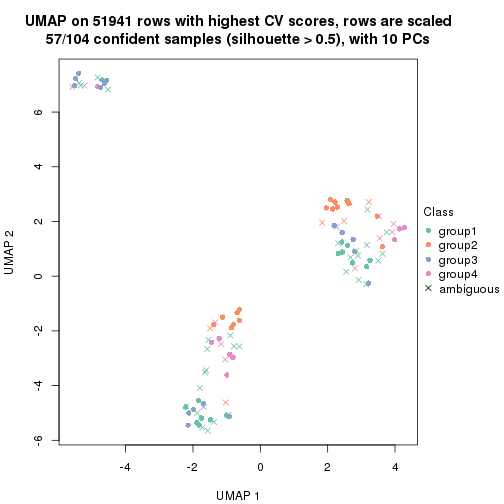 UMAP on 51941 rows with highest CV scores, rows are scaled
57/104 confident samples (silhouette > 0.5), with 10 PCs
6
4
2
0
-2
-4
-6
UMAP 2
-4
-2
0
2
4
UMAP 1
Class
group1
group2
group3
group4
ambiguous